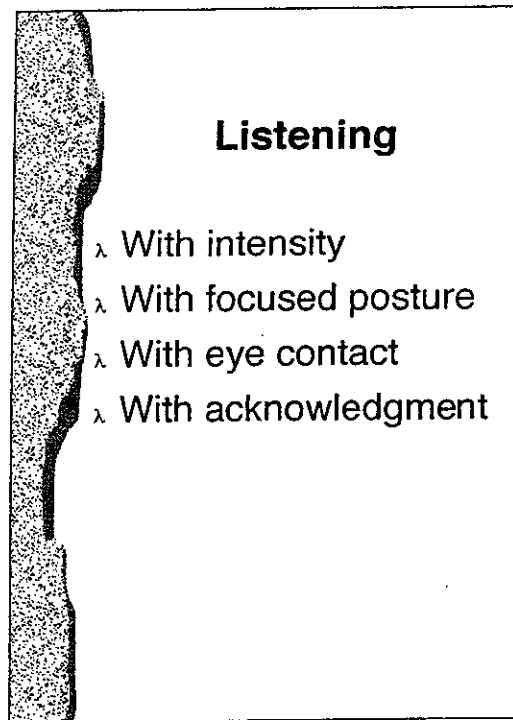 Listening
λ With intensity
λ With focused posture
λ With eye contact
λ With acknowledgment